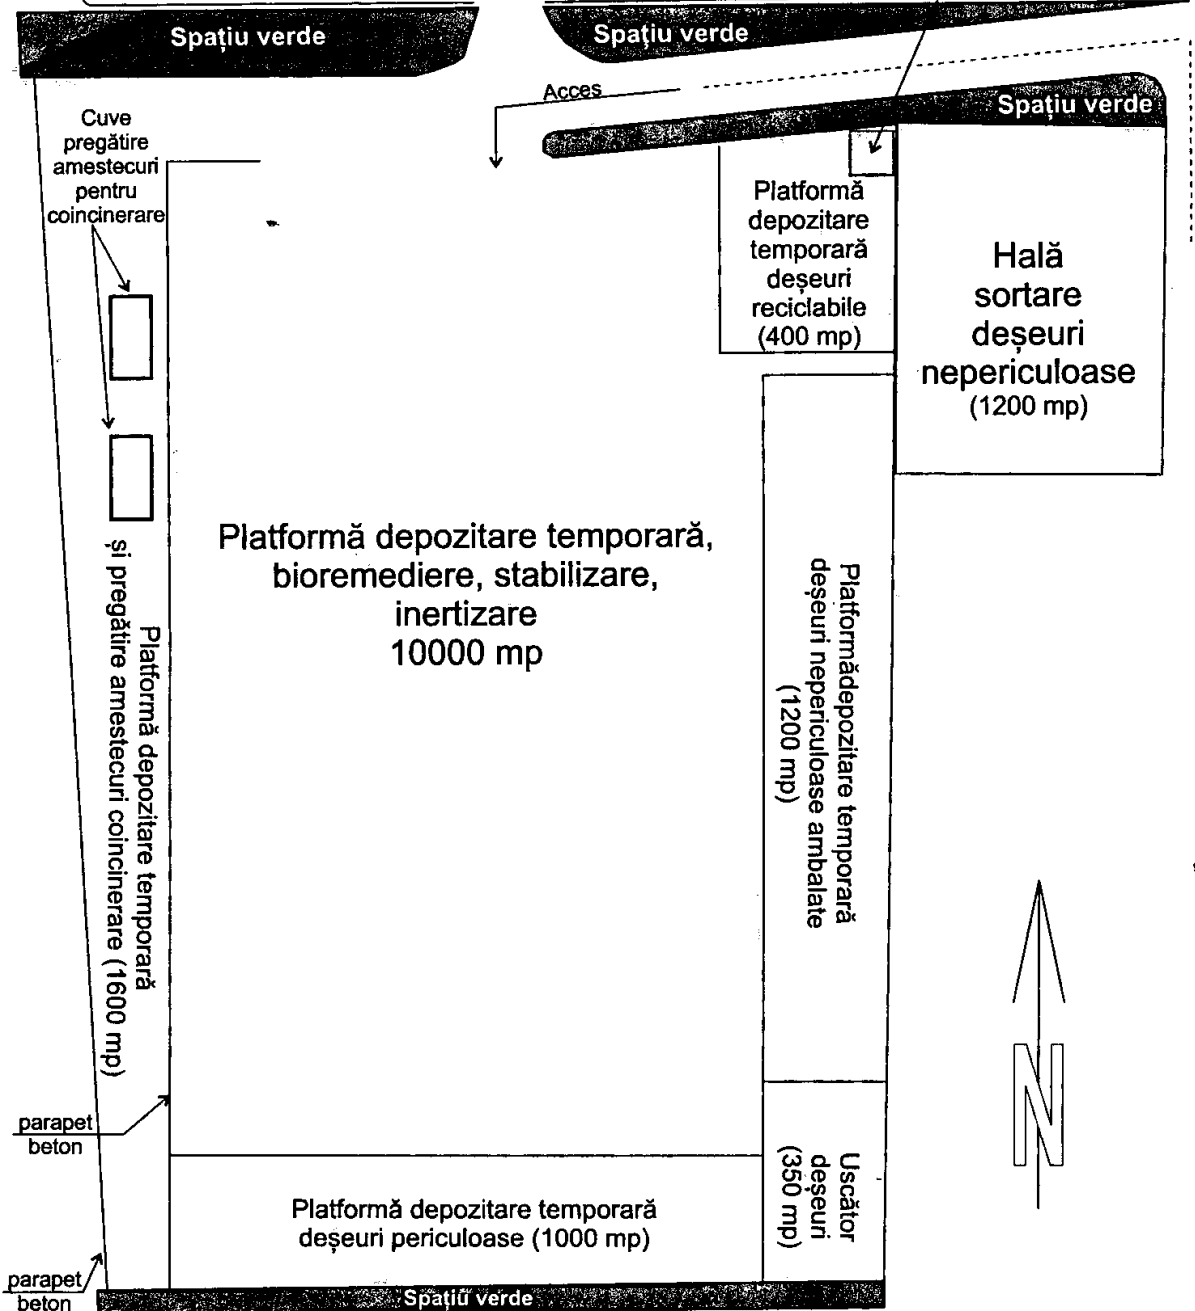 Spațiu verde
Spațiu verde
Acces
Spațiu verde
Cuve
pregătire
amestecuri
pentru
coincinerare
Platformă
depozitare
temporară
deșeuri
reciclabile
(400 mp)
Hală
sortare
deșeuri
nepericuloase
(1200 mp)
Platformă depozitare temporară,
bioremediere, stabilizare,
inertizare
10000 mp
Platformă depozitare temporară
și pregătire amestecuri coincinerare (1600 mp)
Platformădepozitare temporară
deșeuri nepericuloase ambalate
(1200 mp)
N
parapet
beton
Uscător
deșeuri
(350 mp)
Platformă depozitare temporară
deșeuri periculoase (1000 mp)
parapet
beton
Spațiu verde